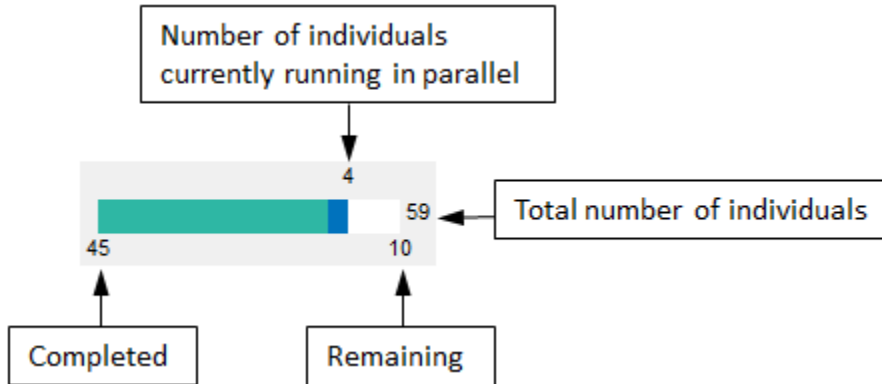 Number of individuals
currently running in parallel
4
59
Total number of individuals
45
10
Completed
Remaining